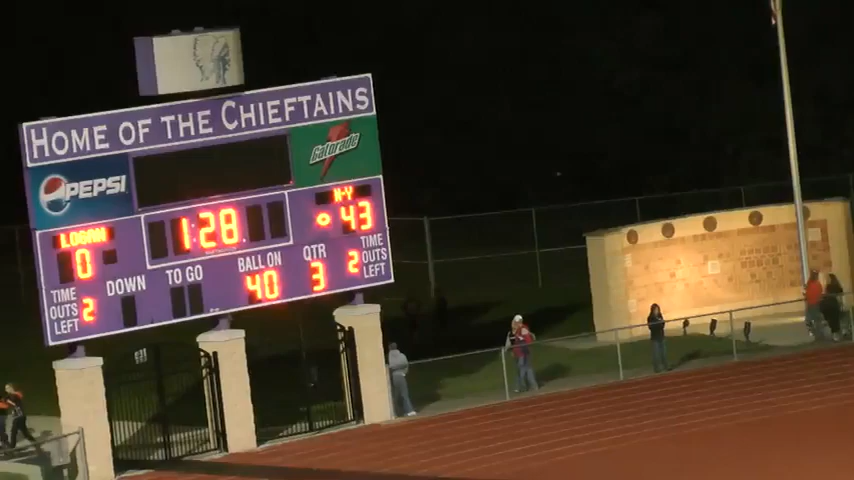 HOME OF THE CHIEFTAINS
PEPSI
Gatorade
LOGAN
N-Y
0
1:28
43
DOWN
TO GO
BALL ON
QTR
TIME OUTS LEFT
40
3
2
TIME OUTS LEFT
2